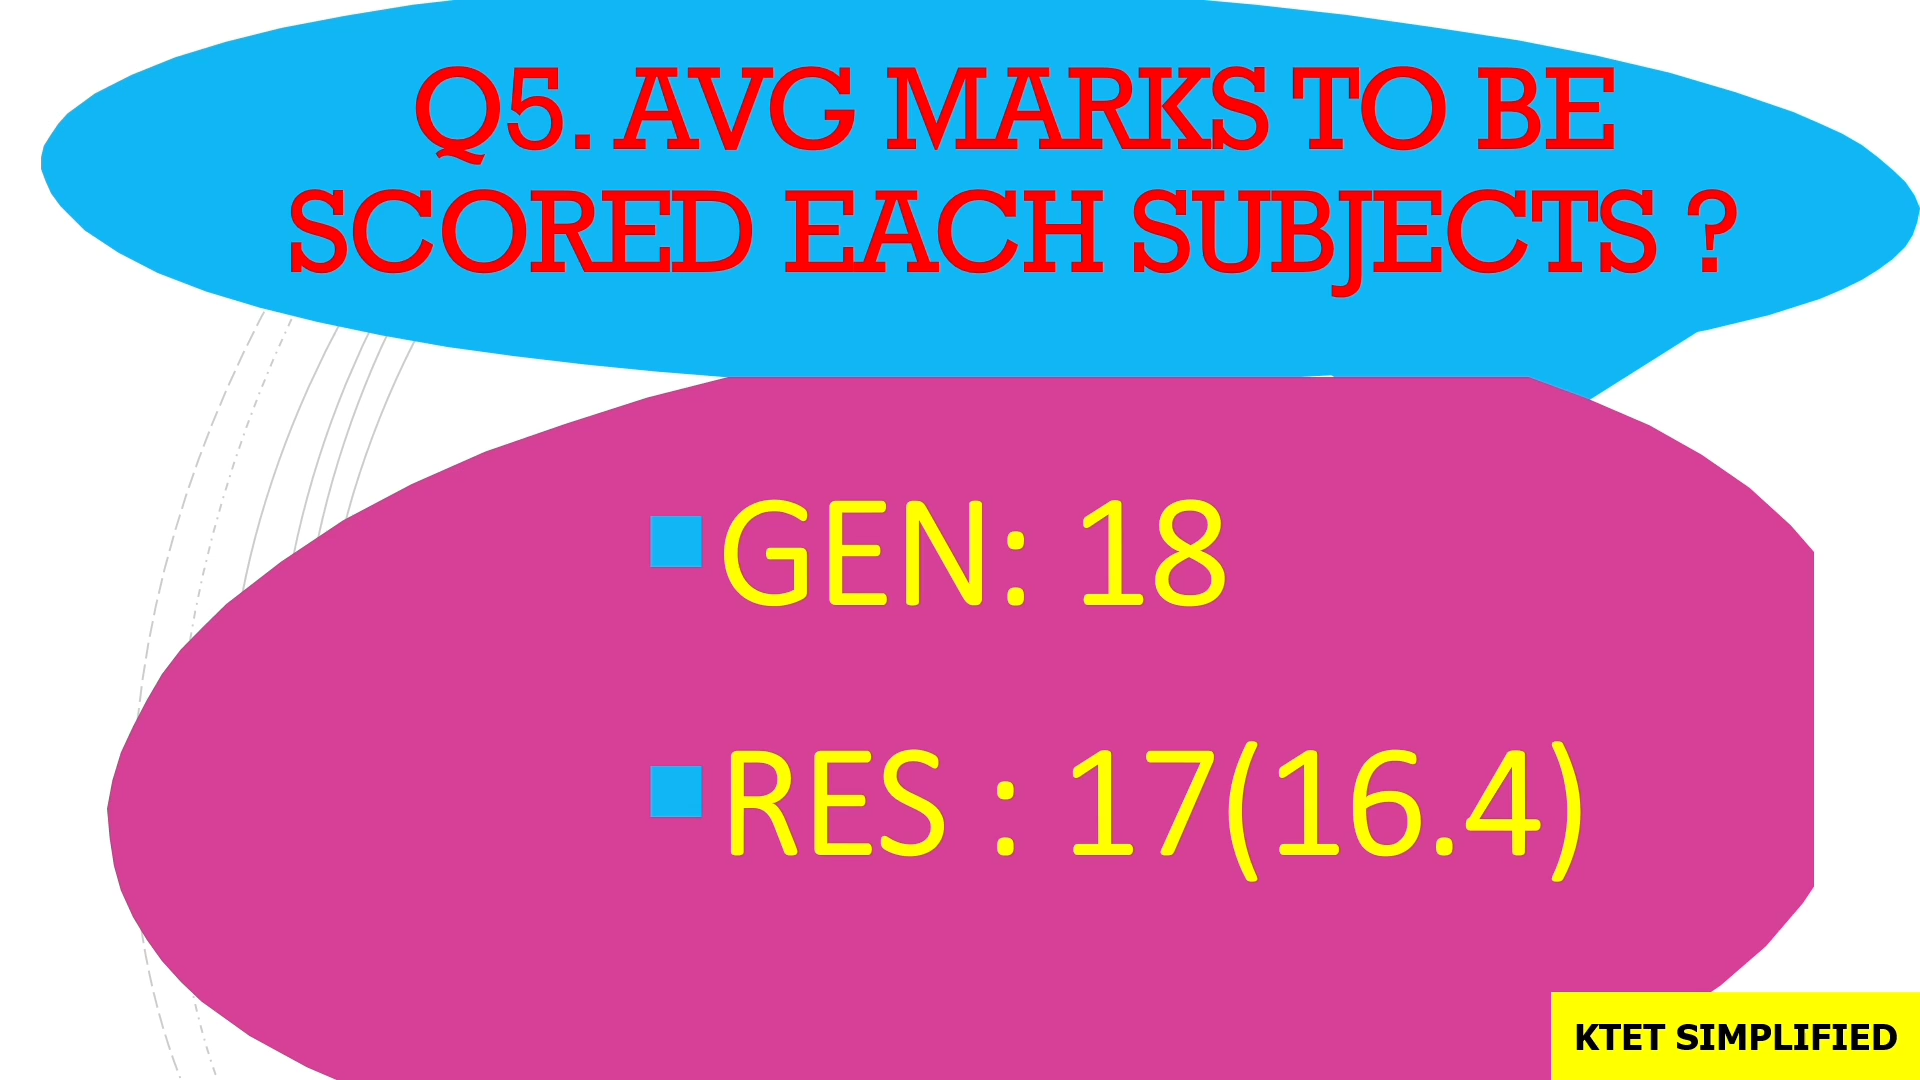 Q5. AVG MARKS TO BE
SCORED EACH SUBJECTS ?
GEN: 18
RES : 17(16.4)
KTET SIMPLIFIED